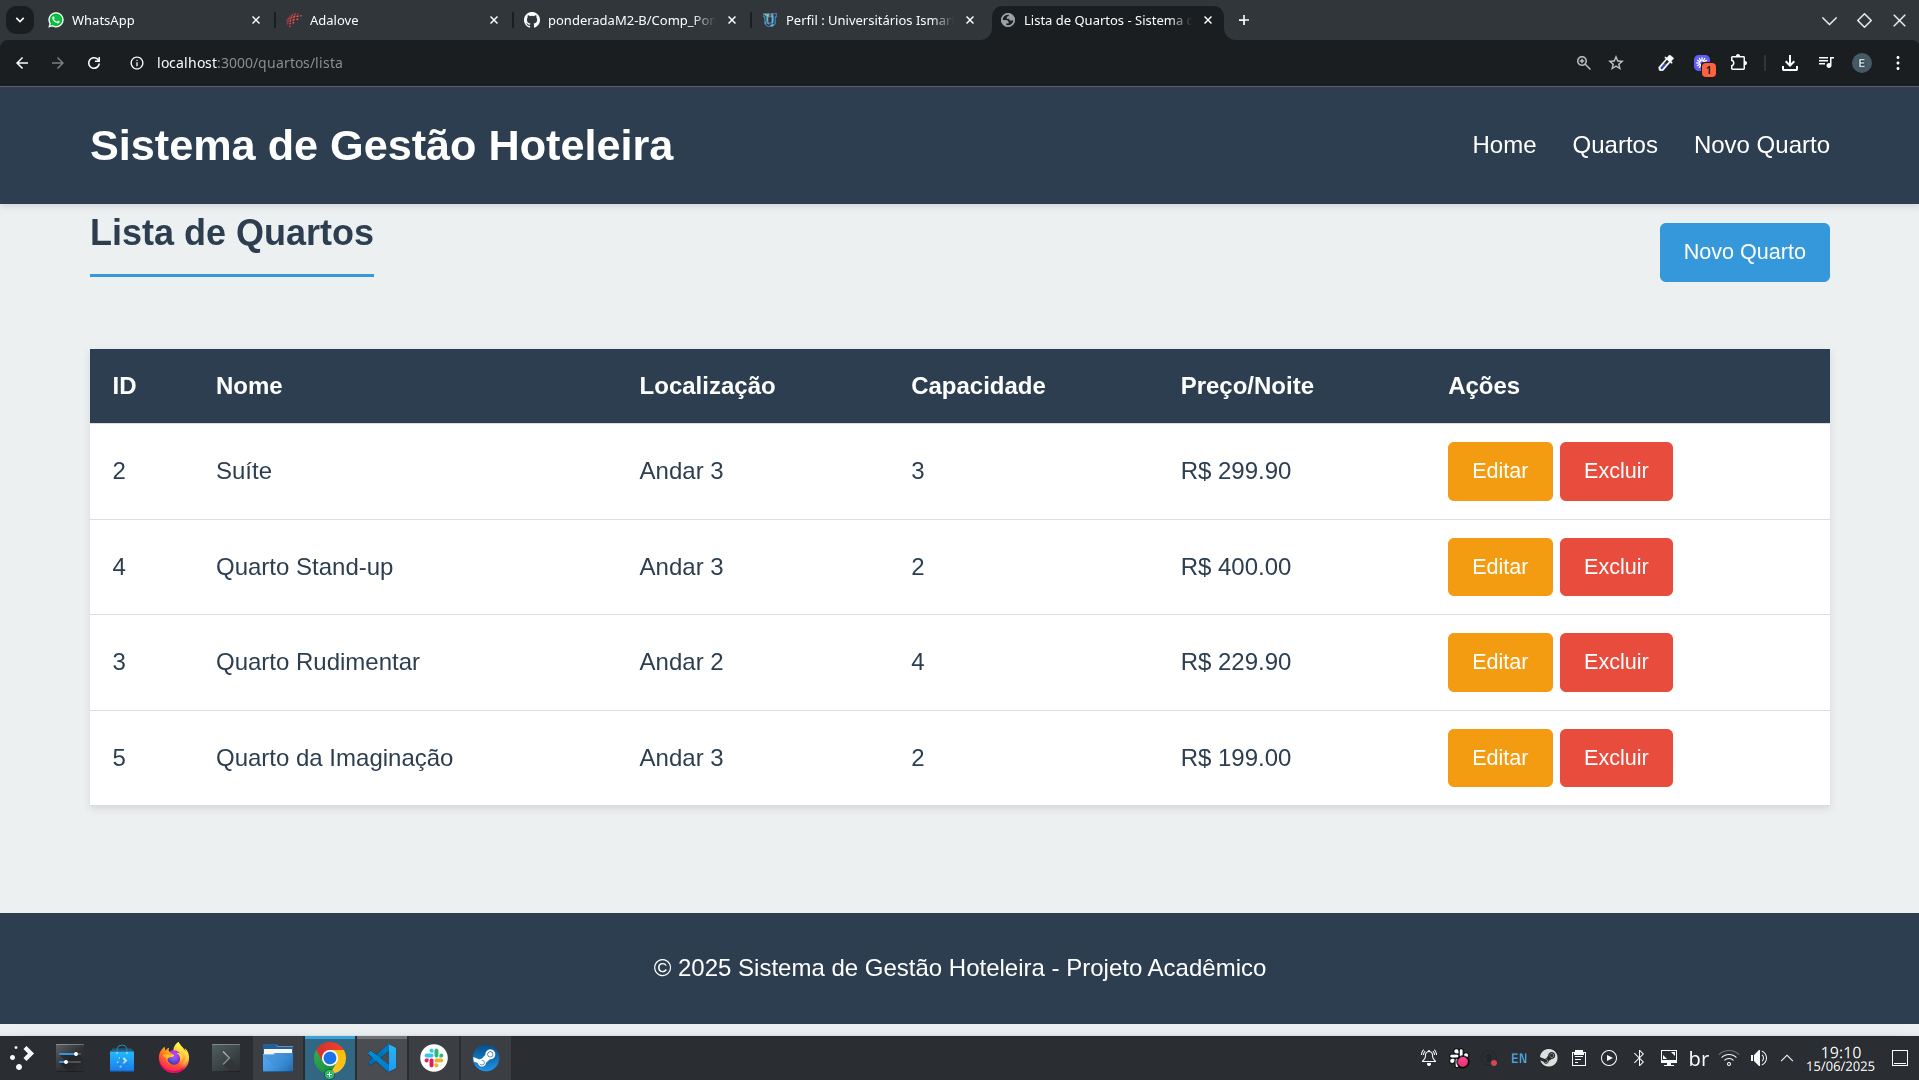 WhatsApp
Adalove
ponderadaM2-B/Comp_Po
Perfil : Universitários Ismar
Lista de Quartos - Sistema
localhost:3000/quartos/lista
1
E
Sistema de Gestão Hoteleira
Home Quartos Novo Quarto
Lista de Quartos
Novo Quarto
ID Nome Localização Capacidade Preço/Noite Ações
2 Suíte Andar 3 3 R$ 299.90 Editar Excluir
4 Quarto Stand-up Andar 3 2 R$ 400.00 Editar Excluir
3 Quarto Rudimentar Andar 2 4 R$ 229.90 Editar Excluir
5 Quarto da Imaginação Andar 3 2 R$ 199.00 Editar Excluir
© 2025 Sistema de Gestão Hoteleira - Projeto Acadêmico
EN
br
19:10
15/06/2025